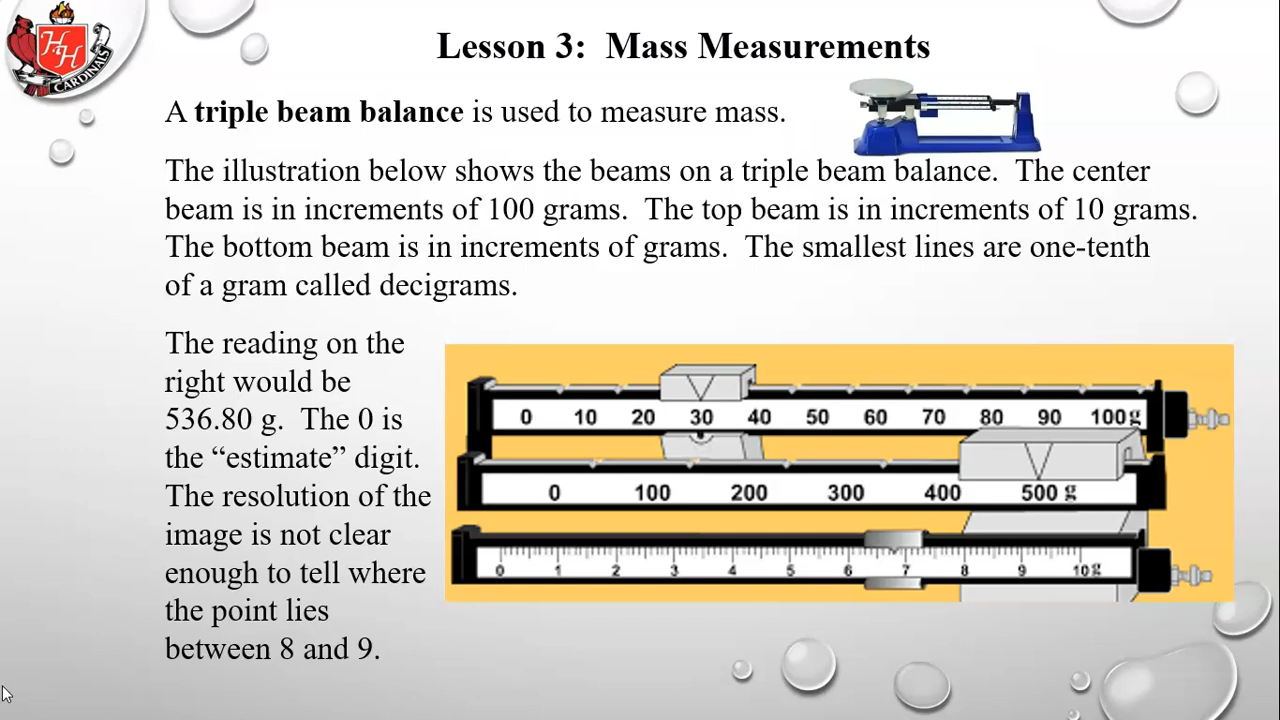 H
H
CARDINALS
Lesson 3: Mass Measurements
A triple beam balance is used to measure mass.
The illustration below shows the beams on a triple beam balance. The center
beam is in increments of 100 grams. The top beam is in increments of 10 grams.
The bottom beam is in increments of grams. The smallest lines are one-tenth
of a gram called decigrams.
The reading on the
right would be
536.80 g. The 0 is
the “estimate” digit.
The resolution of the
image is not clear
enough to tell where
the point lies
between 8 and 9.
0 10 20 30 40 50 60 70 80 90 100g
0 100 200 300 400 500 g
0 1 2 3 4 5 6 7 8 9 10g